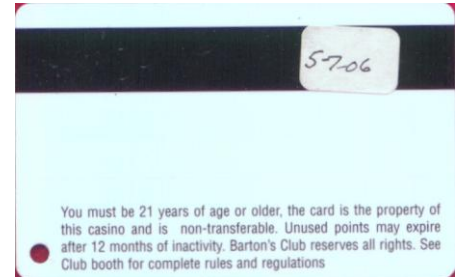 5-7-06
You must be 21 years of age or older, the card is the property of
this casino and is non-transferable. Unused points may expire
after 12 months of inactivity. Barton's Club reserves all rights. See
Club booth for complete rules and regulations